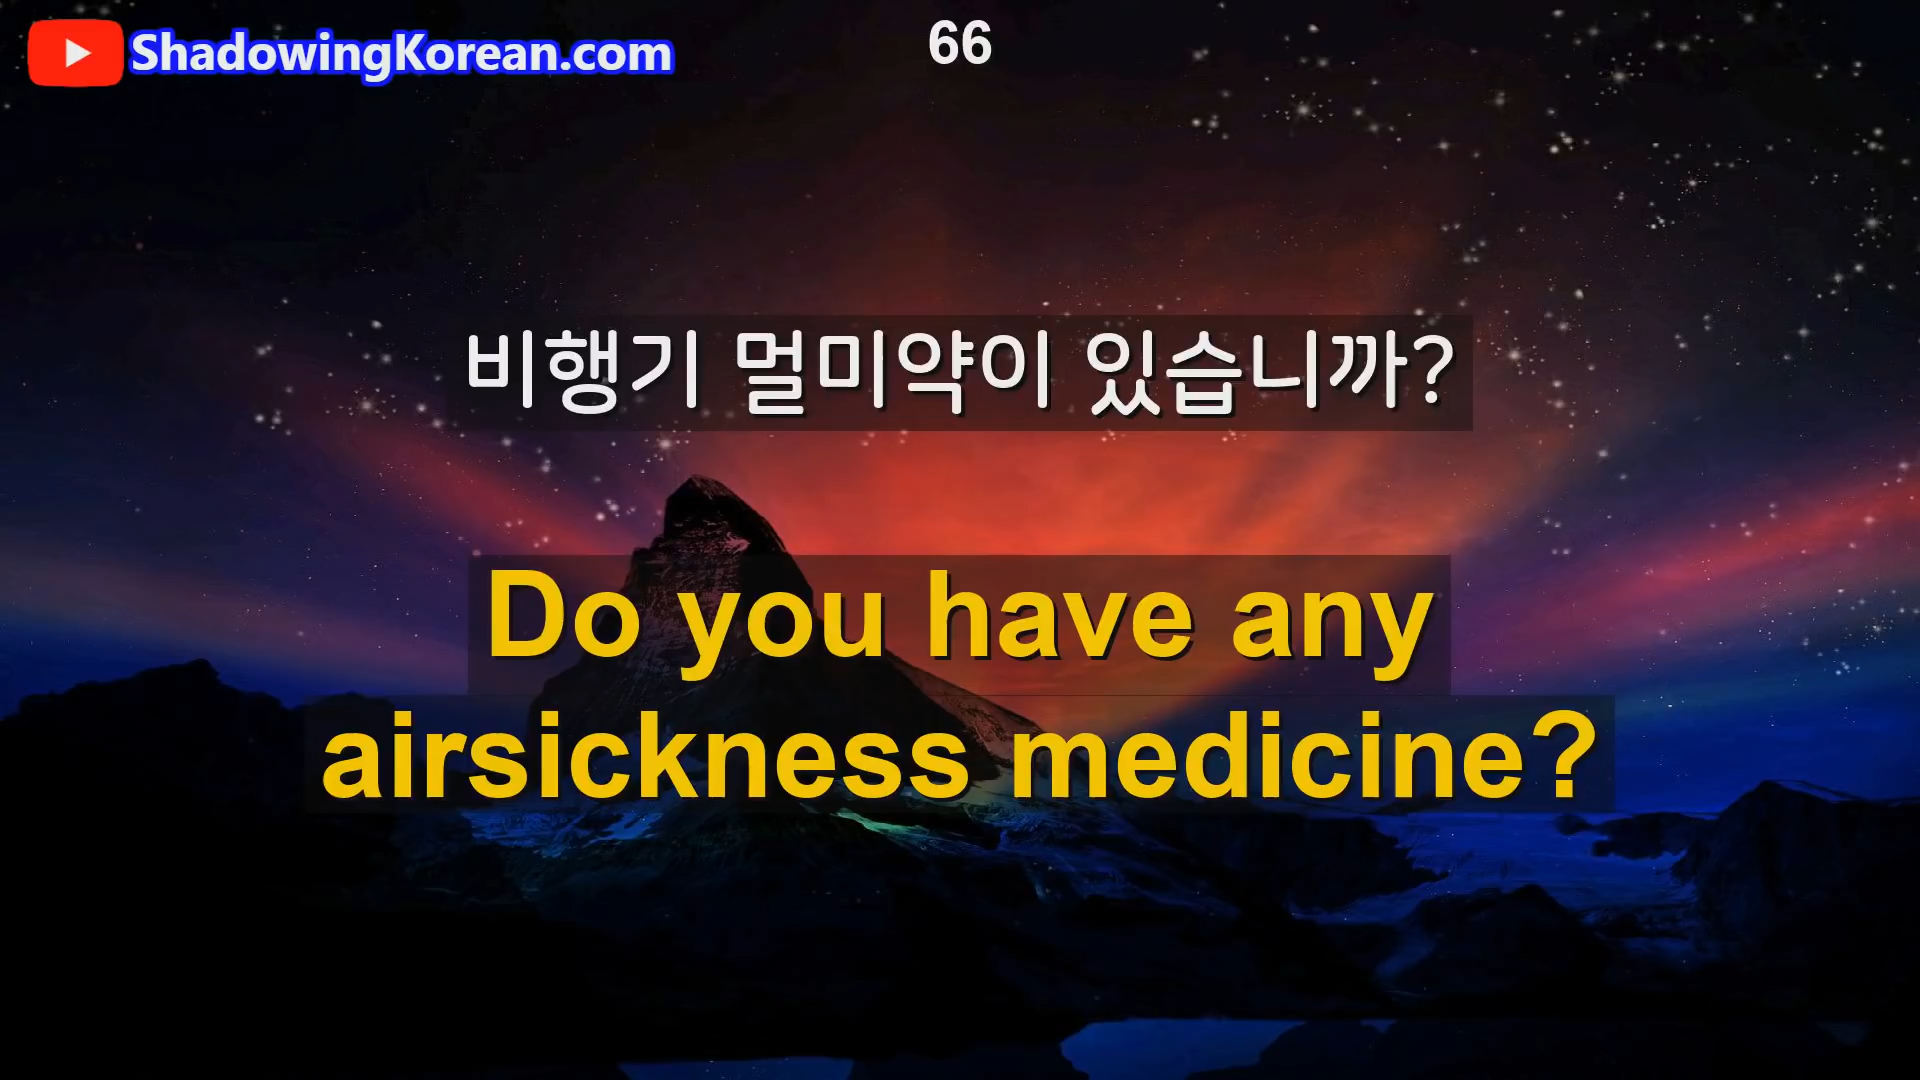 ShadowingKorean.com
66
비행기 멀미약이 있습니까?
Do you have any
airsickness medicine?